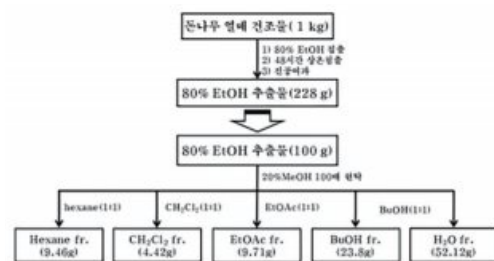 돈나무 열매 건조물(1 kg)
1) 80% EtOH 침출
2) 48시간 상온침출
3) 진공여과
80% EtOH 추출물(228 g)
80% EtOH 추출물(100 g)
20%MeOH 100에 현탁
hexane(1:1)
CH₂Cl₂(1:1)
EtOAc(1:1)
BuOH(1:1)
Hexane fr.
(9.46g)
CH₂Cl₂ fr.
(4.42g)
EtOAc fr.
(9.71g)
BuOH fr.
(23.8g)
H₂O fr.
(52.12g)